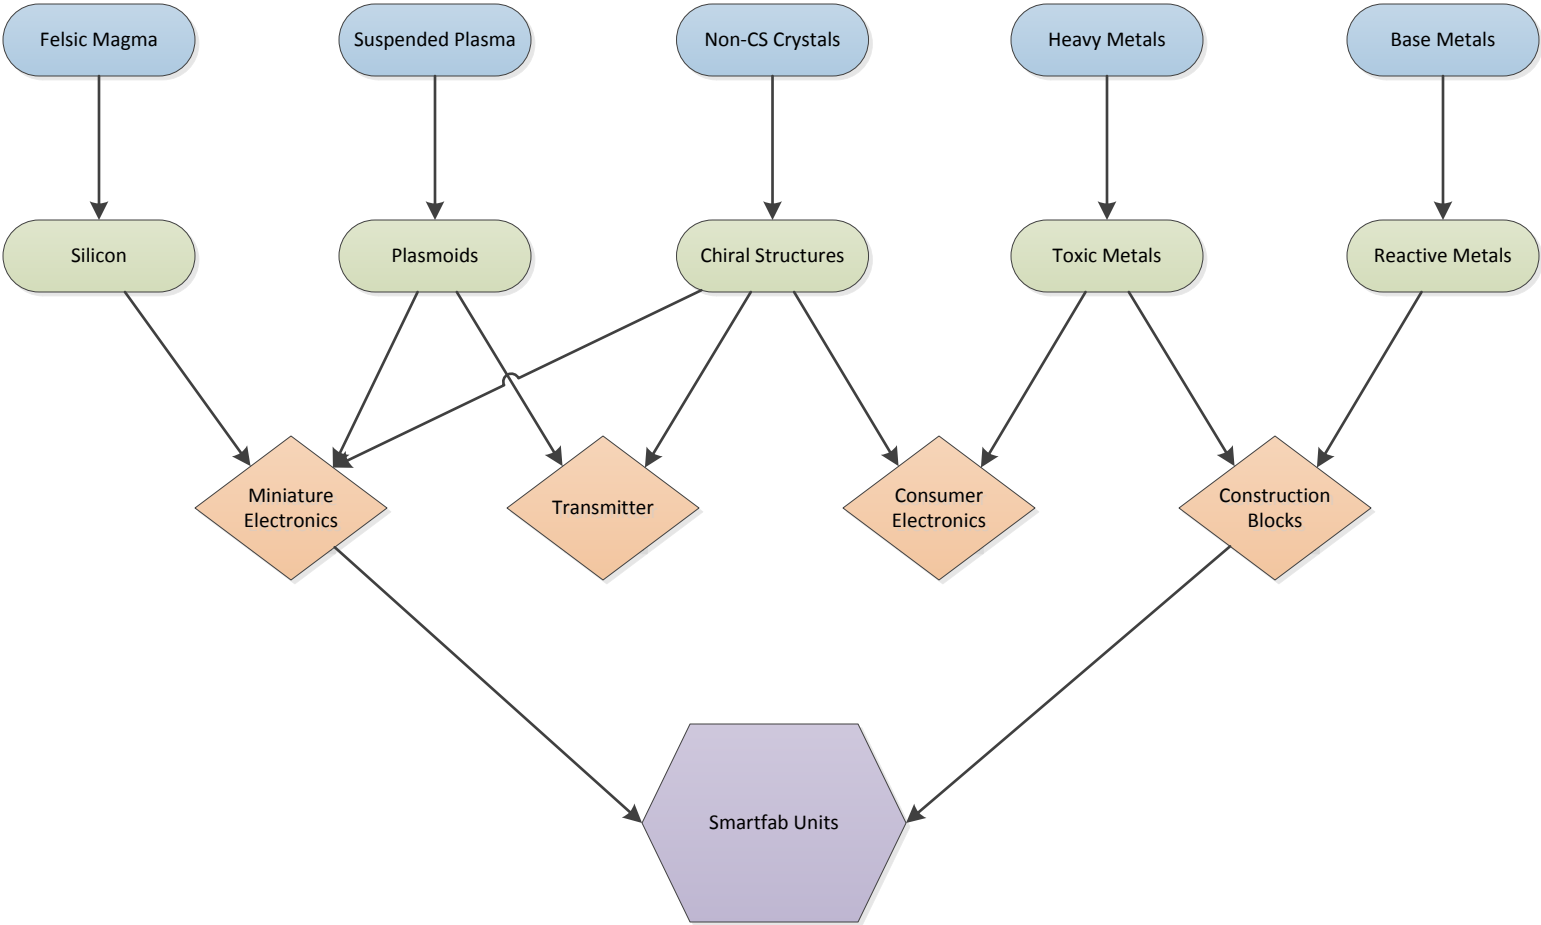 Felsic Magma
Suspended Plasma
Non-CS Crystals
Heavy Metals
Base Metals
Silicon
Plasmoids
Chiral Structures
Toxic Metals
Reactive Metals
Miniature
Electronics
Transmitter
Consumer
Electronics
Construction
Blocks
Smartfab Units